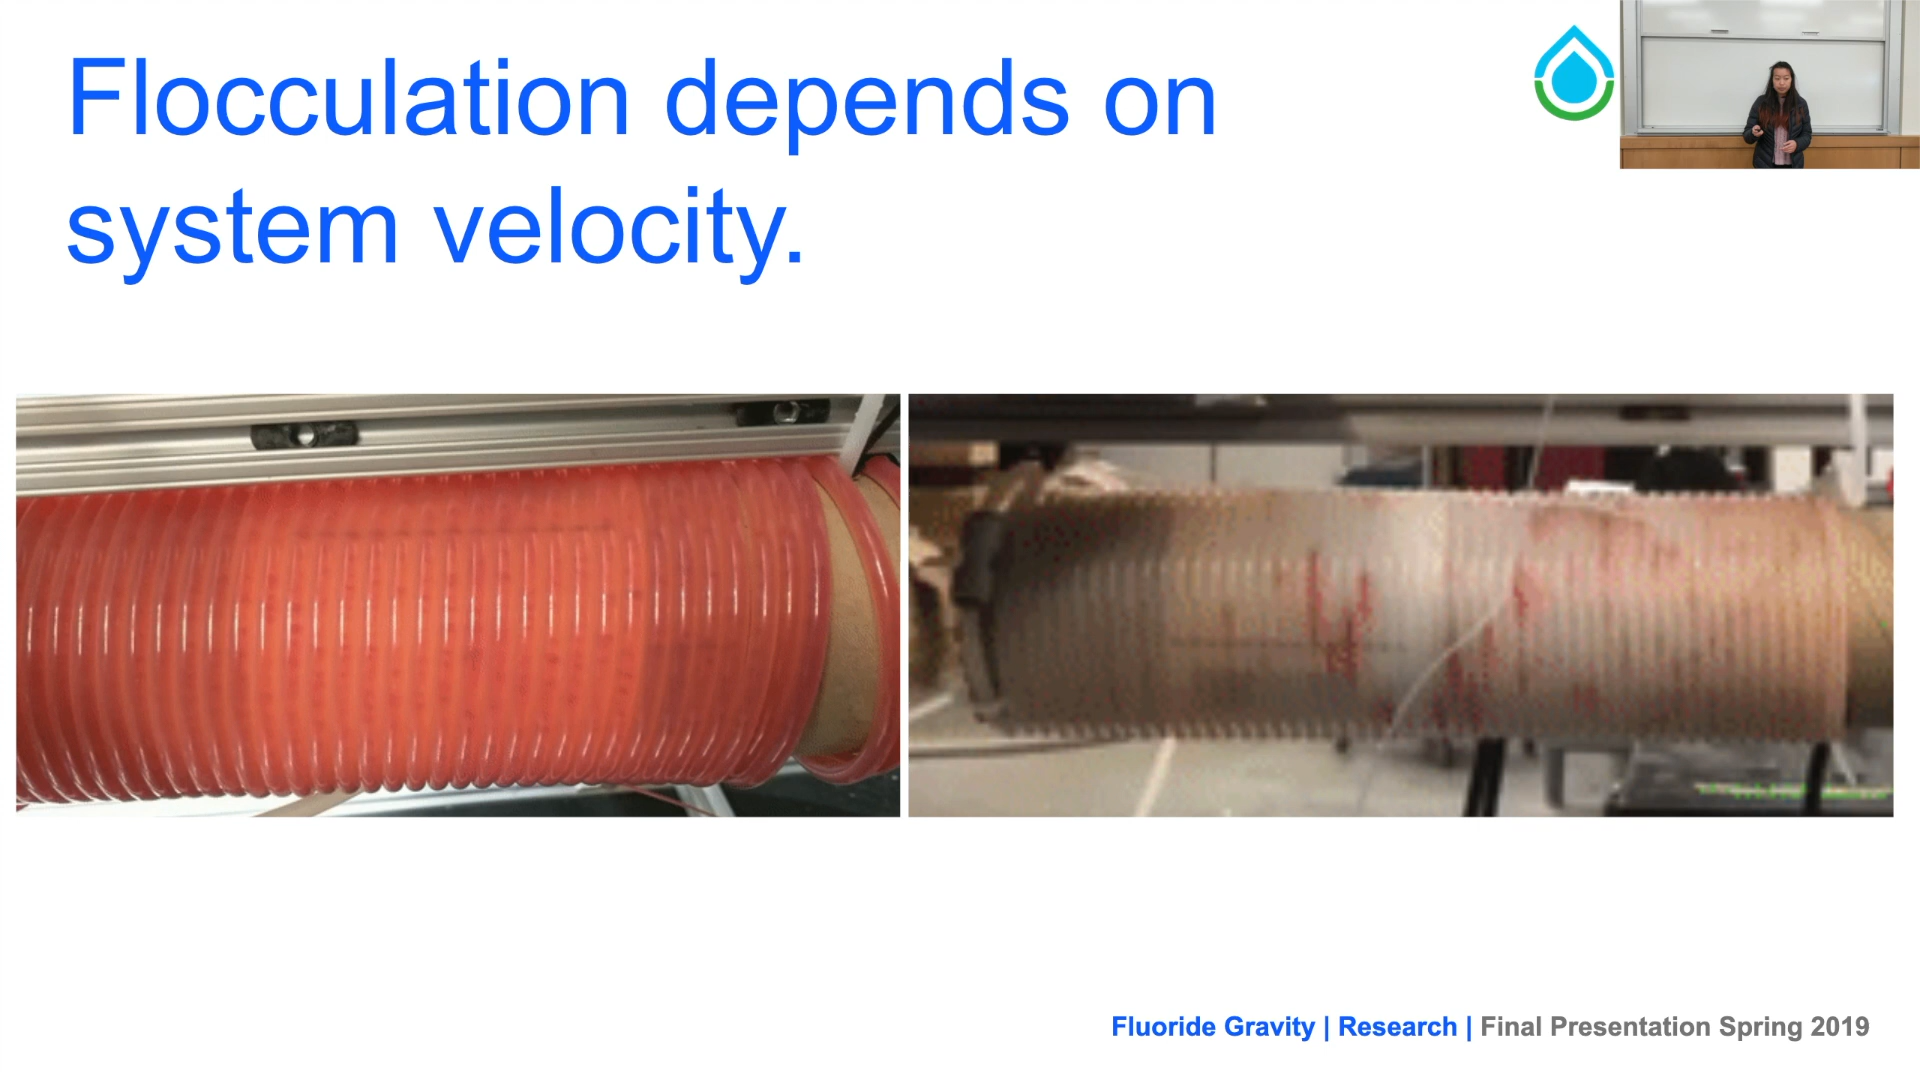 Flocculation depends on
system velocity.
Fluoride Gravity | Research | Final Presentation Spring 2019